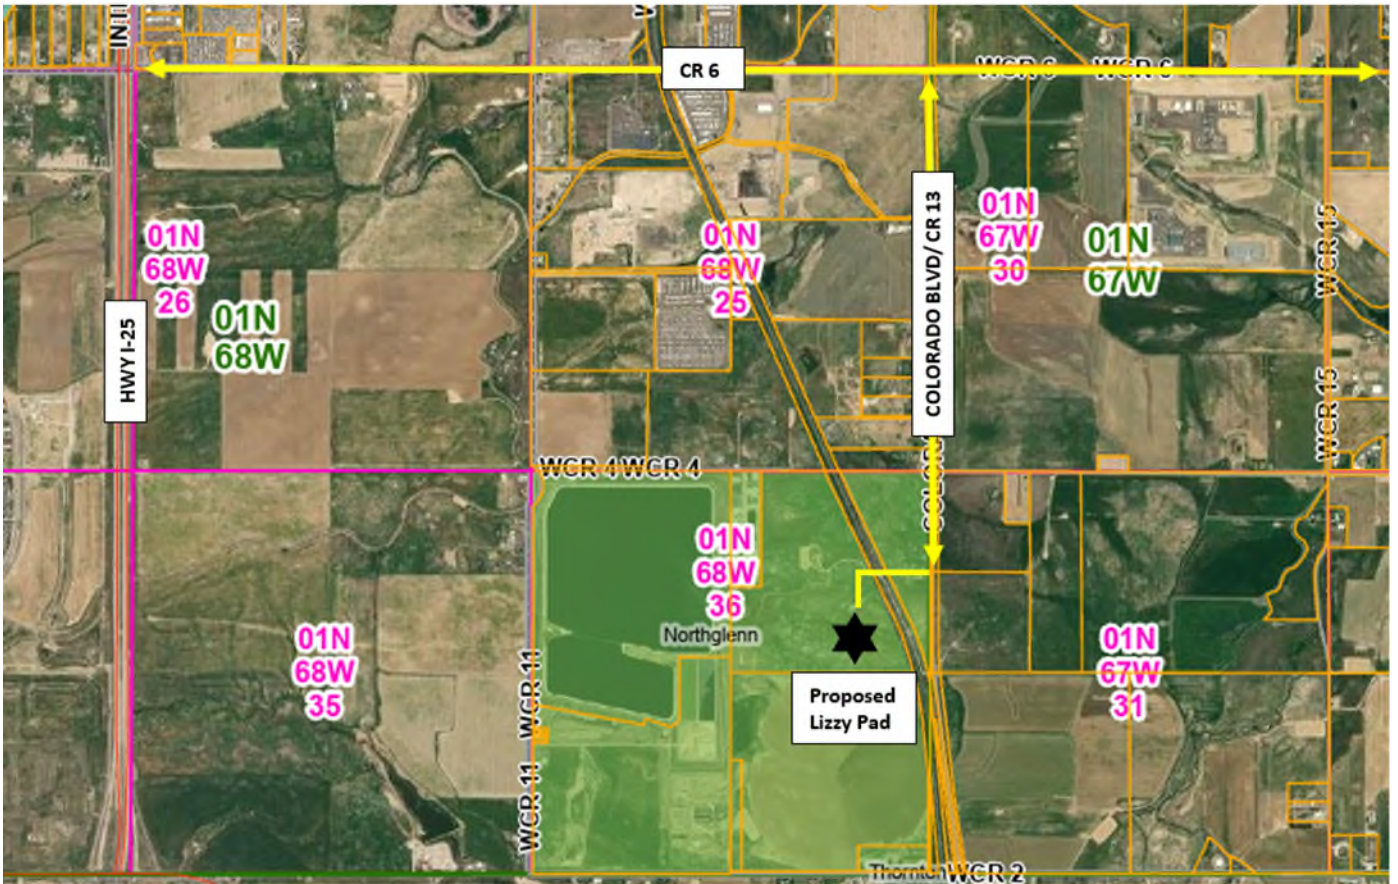 CR 6
WCR 6 WCR 6
01N
68W
26
01N
68W
01N
68W
25
01N
67W
30
01N
67W
HWY I-25
COLORADO BLVD/ CR 13
WCR 15
WCR 15
WCR 4 WCR 4
01N
68W
36
Northglenn
01N
68W
35
01N
67W
31
WCR 11
WCR 11
Proposed
Lizzy Pad
Thornton WCR 2